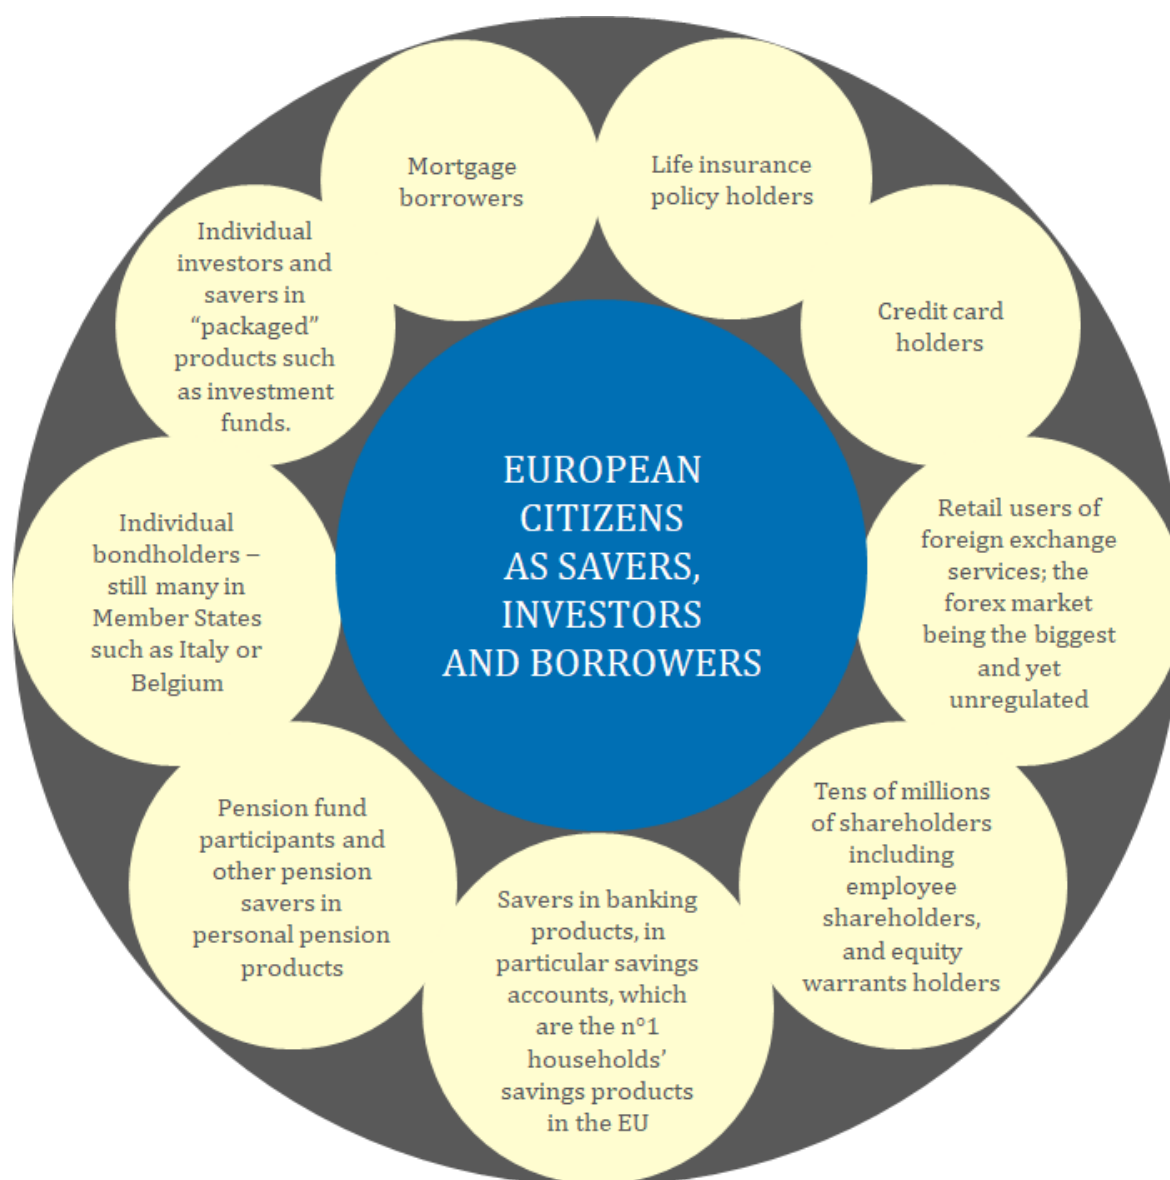 Mortgage
borrowers
Life insurance
policy holders
Credit card
holders
Retail users of
foreign exchange
services; the
forex market
being the biggest
and yet
unregulated
Tens of millions
of shareholders
including
employee
shareholders,
and equity
warrants holders
Savers in banking
products, in
particular savings
accounts, which
are the n°1
households’
savings products
in the EU
Pension fund
participants and
other pension
savers in
personal pension
products
Individual
bondholders –
still many in
Member States
such as Italy or
Belgium
Individual
investors and
savers in
“packaged”
products such
as investment
funds.
EUROPEAN
CITIZENS
AS SAVERS,
INVESTORS
AND BORROWERS